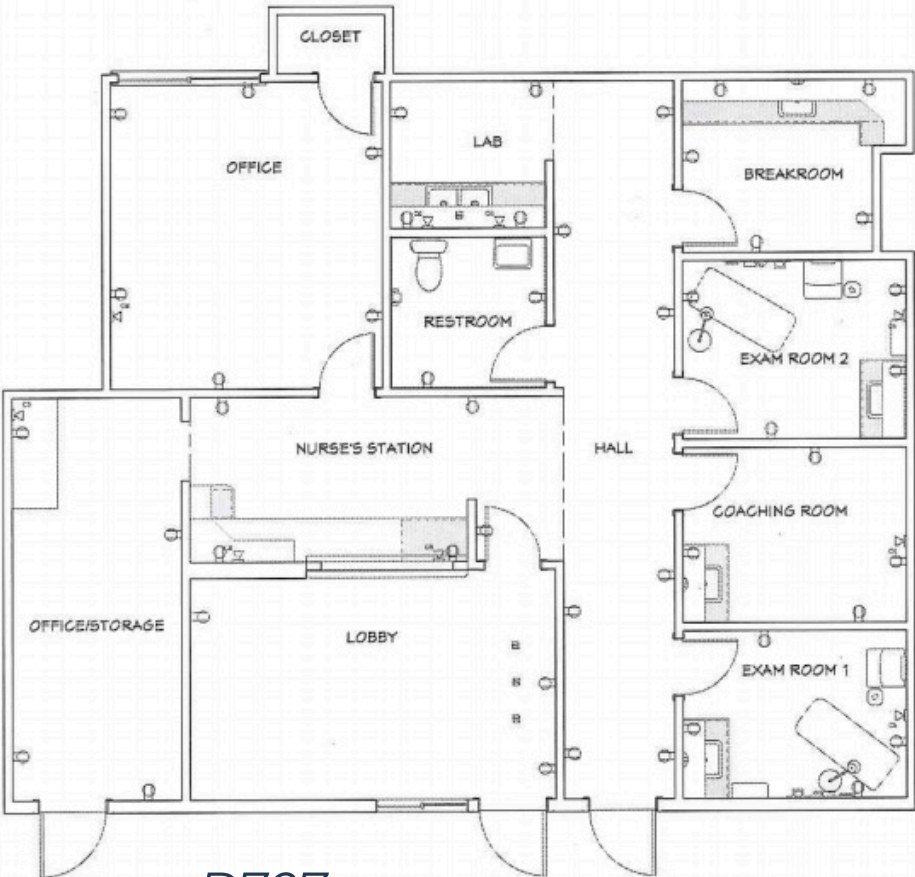 CLOSET
OFFICE
LAB
BREAKROOM
RESTROOM
EXAM ROOM 2
NURSE'S STATION
HALL
COACHING ROOM
OFFICE/STORAGE
LOBBY
EXAM ROOM 1